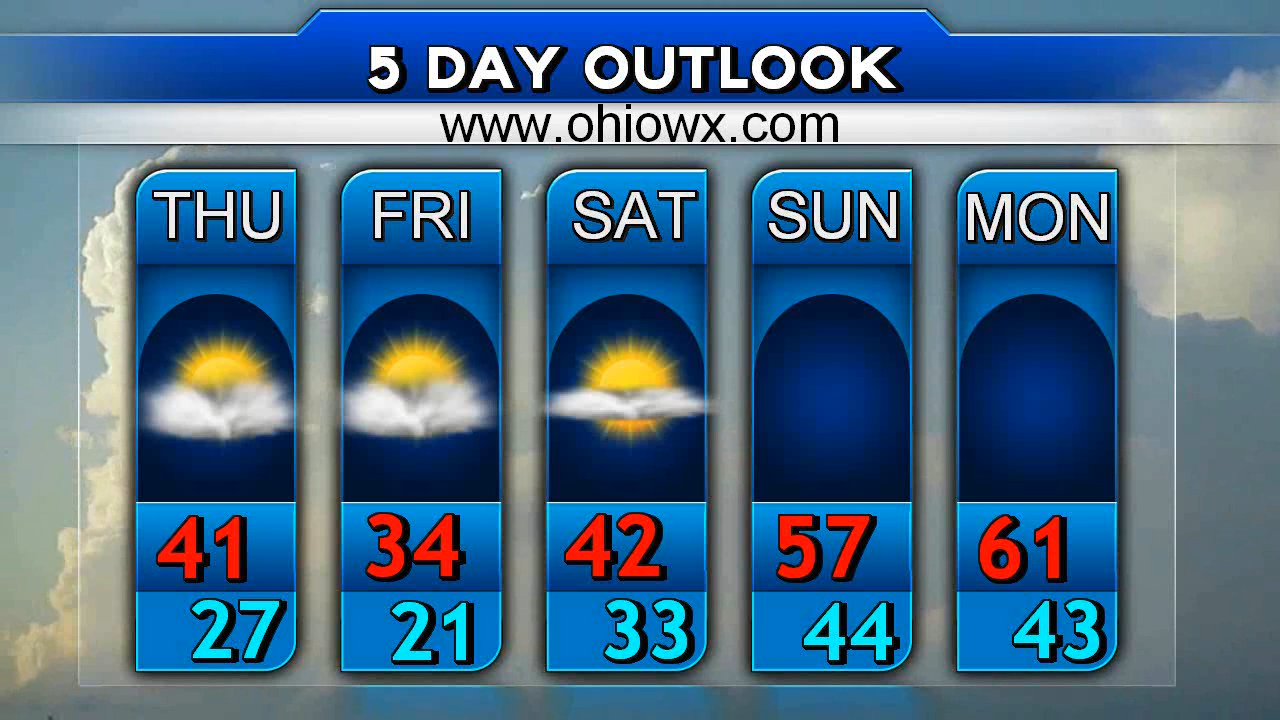 5 DAY OUTLOOK
www.ohiowx.com
THU FRI SAT SUN MON
41 34 42 57 61
27 21 33 44 43